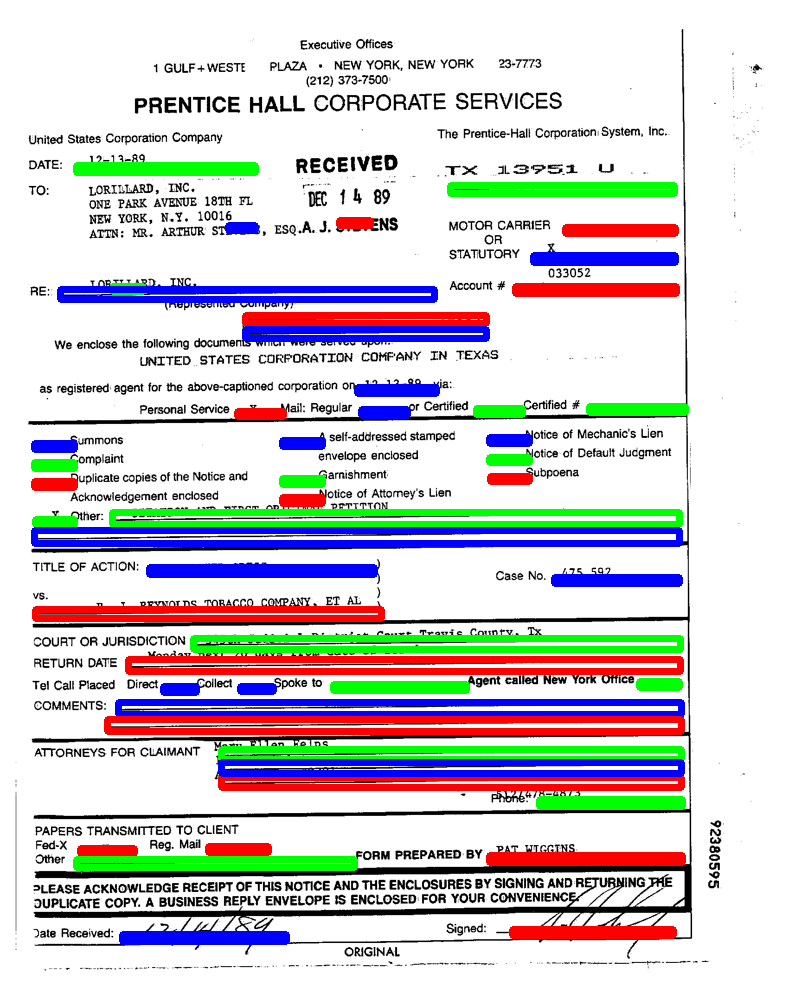 Executive Offices
1 GULF+WESTE PLAZA • NEW YORK, NEW YORK 23-7773
(212) 373-7500
PRENTICE HALL CORPORATE SERVICES
United States Corporation Company The Prentice-Hall Corporation System, Inc.
DATE: 12-13-89 RECEIVED TX 13951 U
TO: LORILLARD, INC. DEC 14 89
ONE PARK AVENUE 18TH FL
NEW YORK, N.Y. 10016
ATTN: MR. ARTHUR ST , ESQ. A. J. ENS
MOTOR CARRIER
OR
STATUTORY X
033052
Account #
RE: LORILLARD, INC.
(Represented Company)
We enclose the following documents which were served upon:
UNITED STATES CORPORATION COMPANY IN TEXAS
as registered agent for the above-captioned corporation on 12-13-89 via:
Personal Service X Mail: Regular or Certified Certified #
Summons A self-addressed stamped Notice of Mechanic's Lien
Complaint envelope enclosed Notice of Default Judgment
Duplicate copies of the Notice and Garnishment Subpoena
Acknowledgement enclosed Notice of Attorney's Lien
X Other: CITATION AND FIRST ORIGINAL PETITION
TITLE OF ACTION: )
) Case No. 475,592
vs. )
R. J. REYNOLDS TOBACCO COMPANY, ET AL )
COURT OR JURISDICTION District Court Travis County, Tx
RETURN DATE Monday next 20 days from date of
Tel Call Placed Direct Collect Spoke to Agent called New York Office
COMMENTS:
ATTORNEYS FOR CLAIMANT Mary Ellen Felps
Phone: 512/478-4873
PAPERS TRANSMITTED TO CLIENT
Fed-X Reg. Mail
Other FORM PREPARED BY PAT WIGGINS
PLEASE ACKNOWLEDGE RECEIPT OF THIS NOTICE AND THE ENCLOSURES BY SIGNING AND RETURNING THE
DUPLICATE COPY. A BUSINESS REPLY ENVELOPE IS ENCLOSED FOR YOUR CONVENIENCE.
Date Received: 12/14/89 Signed:
ORIGINAL
92380595